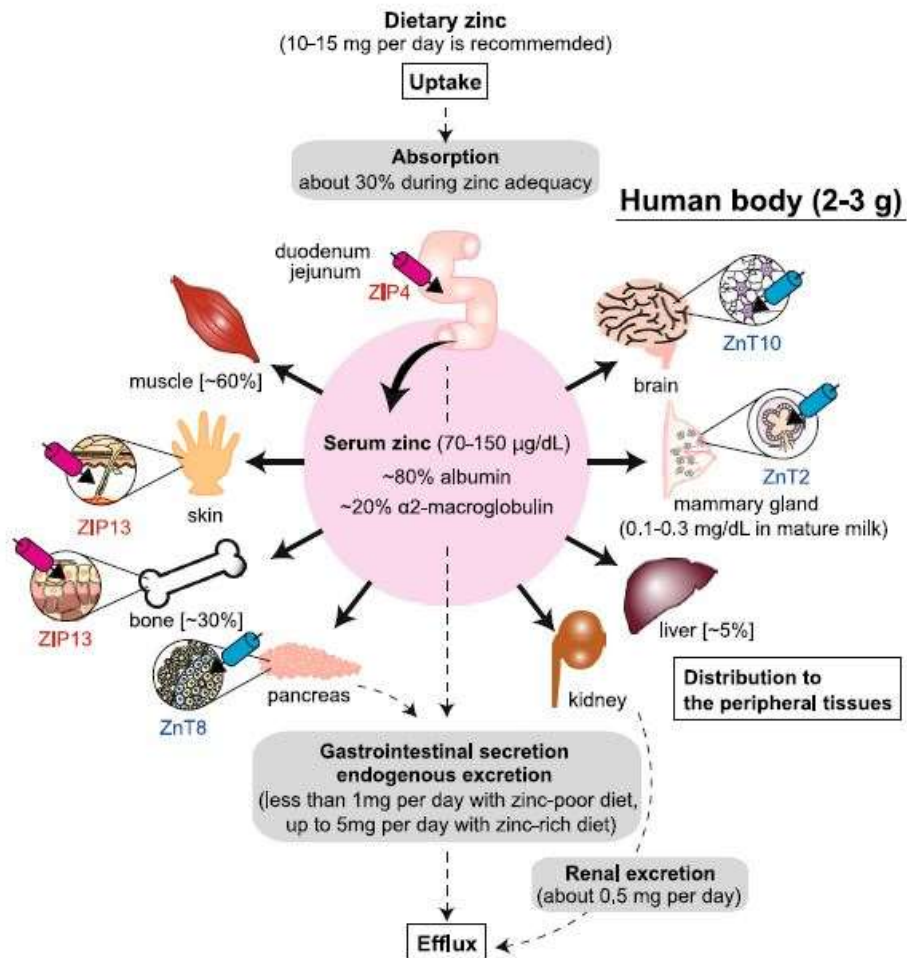 Dietary zinc
(10–15 mg per day is recommemded)
Uptake
Absorption
about 30% during zinc adequacy
Human body (2-3 g)
duodenum
jejunum
ZIP4
ZnT10
brain
muscle [~60%]
Serum zinc (70-150 µg/dL)
~80% albumin
~20% α2-macroglobulin
ZIP13
skin
ZnT2
mammary gland
(0.1-0.3 mg/dL in mature milk)
ZIP13
bone [~30%]
liver [~5%]
ZnT8
pancreas
kidney
Distribution to
the peripheral tissues
Gastrointestinal secretion
endogenous excretion
(less than 1mg per day with zinc-poor diet,
up to 5mg per day with zinc-rich diet)
Renal excretion
(about 0.5 mg per day)
Efflux